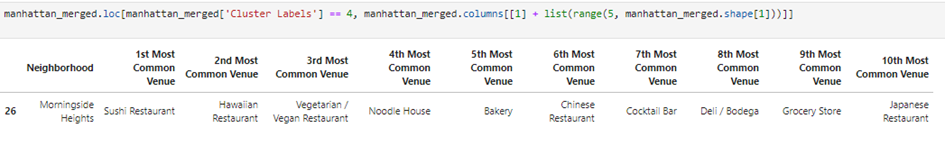 manhattan_merged.loc[manhattan_merged['Cluster Labels'] == 4, manhattan_merged.columns[[1] + list(range(5, manhattan_merged.shape[1]))]]
Neighborhood 1st Most Common Venue 2nd Most Common Venue 3rd Most Common Venue 4th Most Common Venue 5th Most Common Venue 6th Most Common Venue 7th Most Common Venue 8th Most Common Venue 9th Most Common Venue 10th Most Common Venue
26 Morningside Heights Sushi Restaurant Hawaiian Restaurant Vegetarian / Vegan Restaurant Noodle House Bakery Chinese Restaurant Cocktail Bar Deli / Bodega Grocery Store Japanese Restaurant